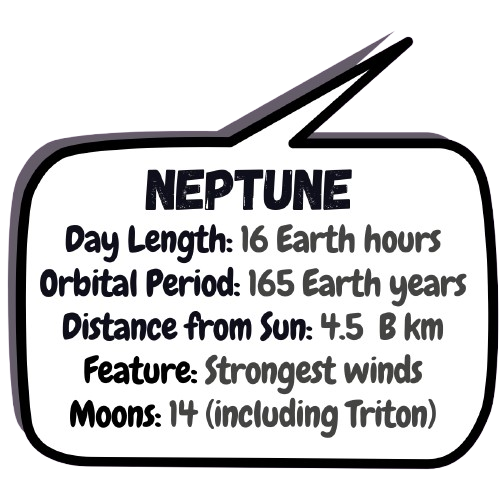 NEPTUNE
Day Length: 16 Earth hours
Orbital Period: 165 Earth years
Distance from Sun: 4.5 B km
Feature: Strongest winds
Moons: 14 (including Triton)